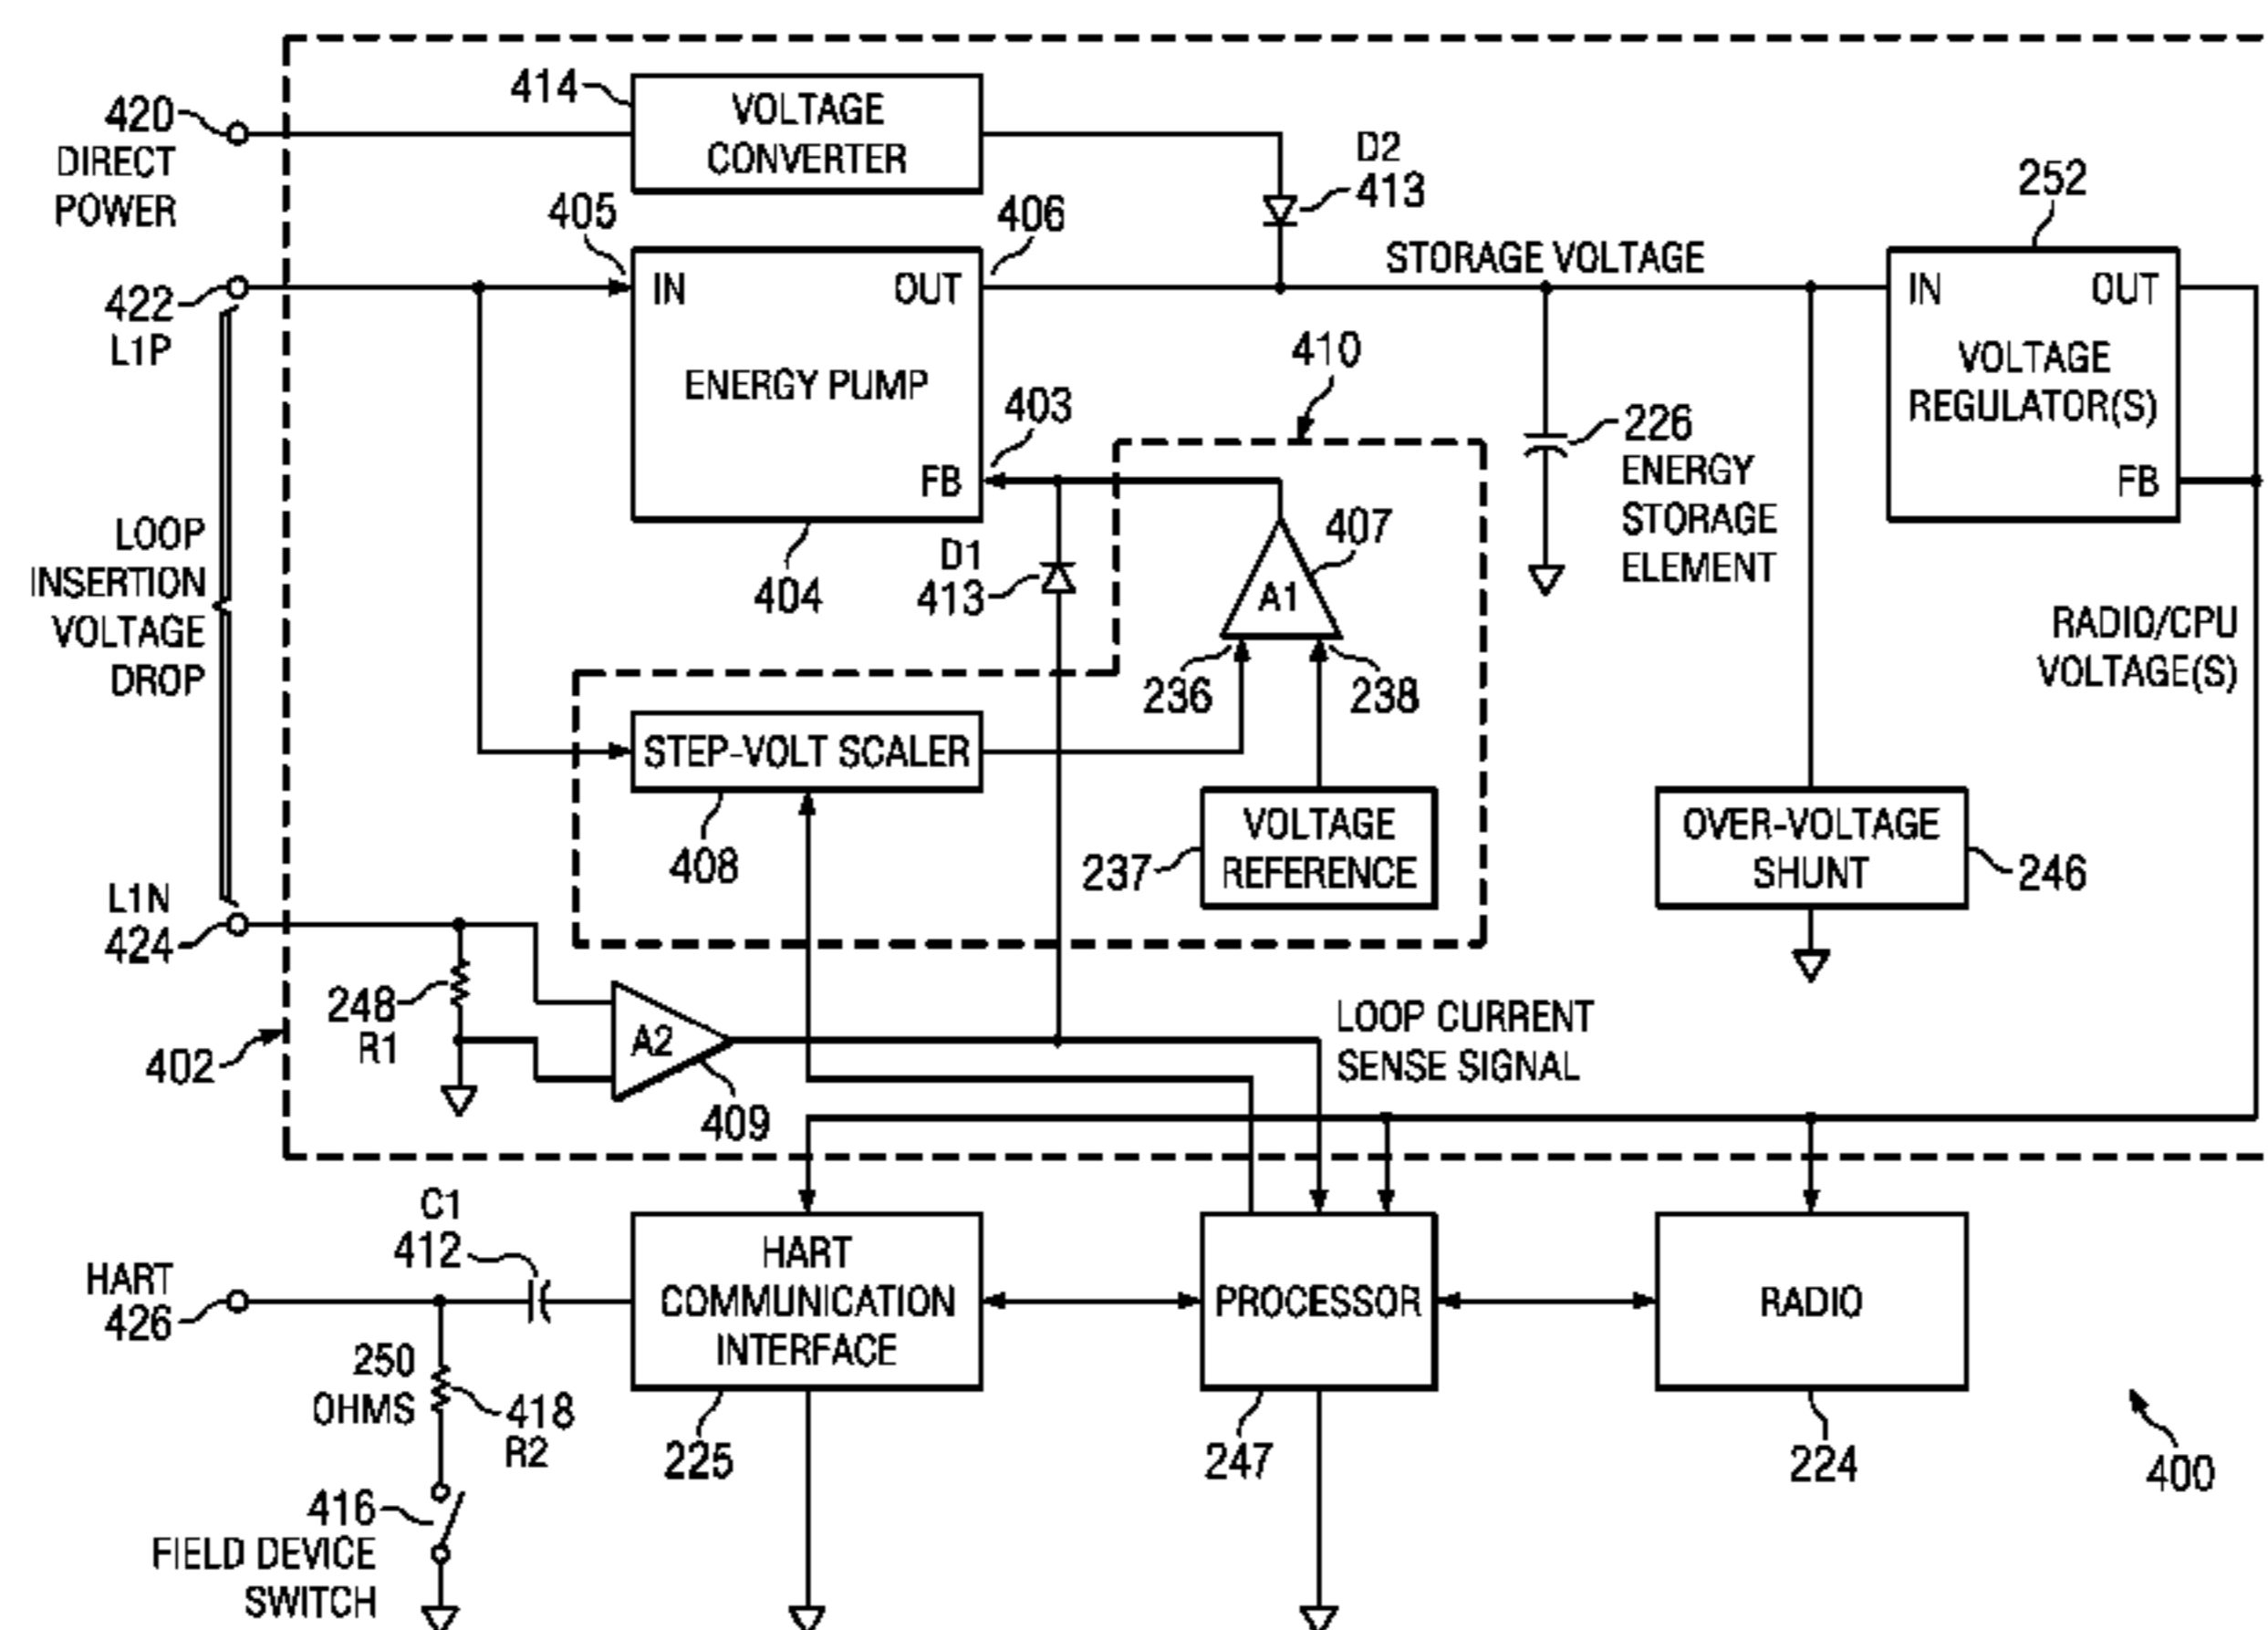 414
VOLTAGE
CONVERTER
420
DIRECT
POWER
D2
413
252
405
406
STORAGE VOLTAGE
422
L1P
IN
OUT
ENERGY PUMP
FB
403
404
410
IN
OUT
VOLTAGE
REGULATOR(S)
FB
226
ENERGY
STORAGE
ELEMENT
LOOP
INSERTION
VOLTAGE
DROP
D1
413
407
A1
236
238
RADIO/CPU
VOLTAGE(S)
STEP-VOLT SCALER
408
VOLTAGE
REFERENCE
237
OVER-VOLTAGE
SHUNT
246
L1N
424
248
R1
A2
409
402
LOOP CURRENT
SENSE SIGNAL
C1
412
HART
426
HART
COMMUNICATION
INTERFACE
225
PROCESSOR
247
RADIO
224
250
OHMS
418
R2
416
FIELD DEVICE
SWITCH
400